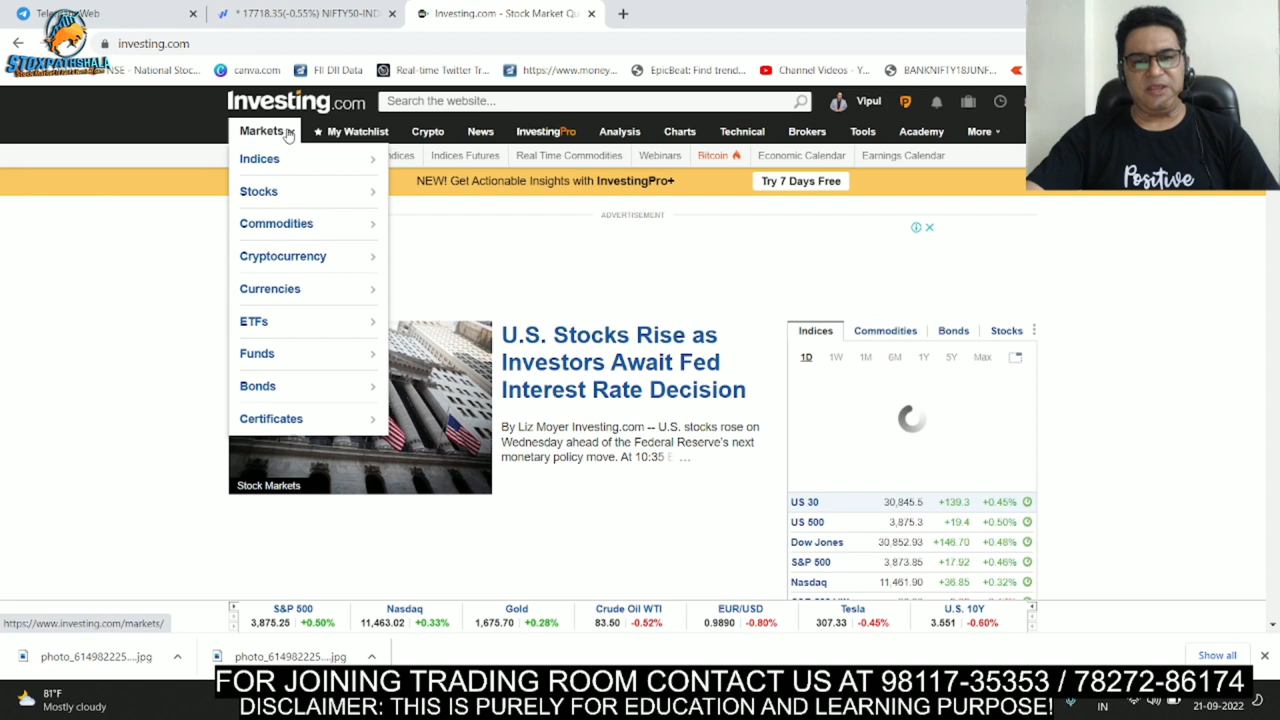 Telegram Web
* 17718.35(-0.55%) NIFTY50-IND
Investing.com - Stock Market Qu
investing.com
STOXPATHSHALA
NSE - National Stoc...
canva.com
FII DII Data
Real-time Twitter Tr...
https://www.money...
EpicBeat: Find trend...
Channel Videos - Y...
BANKNIFTY18JUNF...
Investing.com
Search the website...
Vipul
Markets
My Watchlist
Crypto
News
InvestingPro
Analysis
Charts
Technical
Brokers
Tools
Academy
More
Indices
Indices Futures
Real Time Commodities
Webinars
Bitcoin
Economic Calendar
Earnings Calendar
NEW! Get Actionable Insights with InvestingPro+
Try 7 Days Free
Positive
Stocks
Commodities
Cryptocurrency
Currencies
ETFs
Funds
Bonds
Certificates
ADVERTISEMENT
U.S. Stocks Rise as
Investors Await Fed
Interest Rate Decision
By Liz Moyer Investing.com -- U.S. stocks rose on
Wednesday ahead of the Federal Reserve's next
monetary policy move. At 10:35 E ...
Stock Markets
Indices Commodities Bonds Stocks
1D 1W 1M 6M 1Y 5Y Max
US 30 30,845.5 +139.3 +0.45%
US 500 3,875.3 +19.4 +0.50%
Dow Jones 30,852.93 +146.70 +0.48%
S&P 500 3,873.85 +17.92 +0.46%
Nasdaq 11,461.90 +36.85 +0.32%
S&P 500 Nasdaq Gold Crude Oil WTI EUR/USD Tesla U.S. 10Y
3,875.25 +0.50% 11,463.02 +0.33% 1,675.70 +0.28% 83.50 -0.52% 0.9890 -0.80% 307.33 -0.45% 3.551 -0.60%
https://www.investing.com/markets/
photo_614982225....jpg
photo_614982225....jpg
Show all
81°F
Mostly cloudy
FOR JOINING TRADING ROOM CONTACT US AT 98117-35353 / 78272-86174
DISCLAIMER: THIS IS PURELY FOR EDUCATION AND LEARNING PURPOSE!
IN
21-09-2022